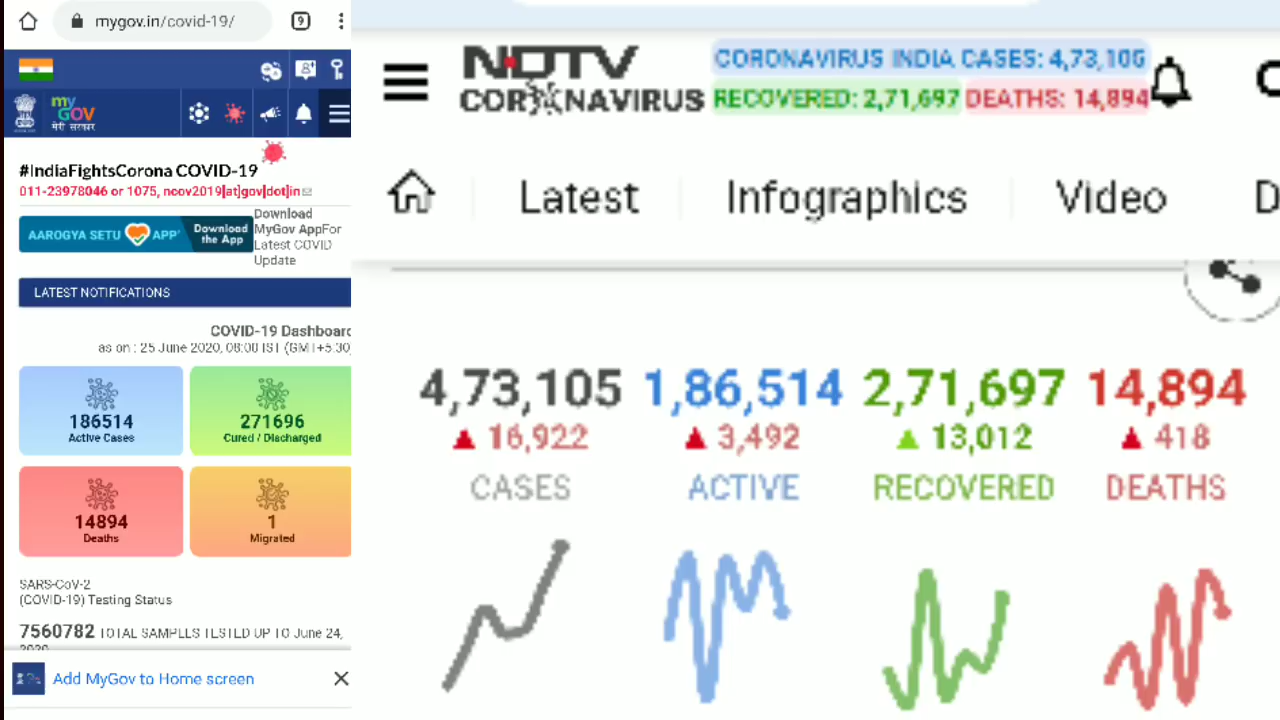 mygov.in/covid-19/
9
my
GOV
मेरी सरकार
#IndiaFightsCorona COVID-19
011-23978046 or 1075, ncov2019[at]gov[dot]in
AAROGYA SETU APP
Download the App
Download
MyGov AppFor
Latest COVID
Update
LATEST NOTIFICATIONS
COVID-19 Dashboard
as on : 25 June 2020, 08:00 IST (GMT+5:30
186514
Active Cases
271696
Cured / Discharged
14894
Deaths
1
Migrated
SARS-CoV-2
(COVID-19) Testing Status
7560782 TOTAL SAMPLES TESTED UP TO June 24,
2020
Add MyGov to Home screen
NDTV
CORONAVIRUS
CORONAVIRUS INDIA CASES: 4,73,105
RECOVERED: 2,71,697 DEATHS: 14,894
Latest
Infographics
Video
D
4,73,105 1,86,514 2,71,697 14,894
16,922 3,492 13,012 418
CASES ACTIVE RECOVERED DEATHS